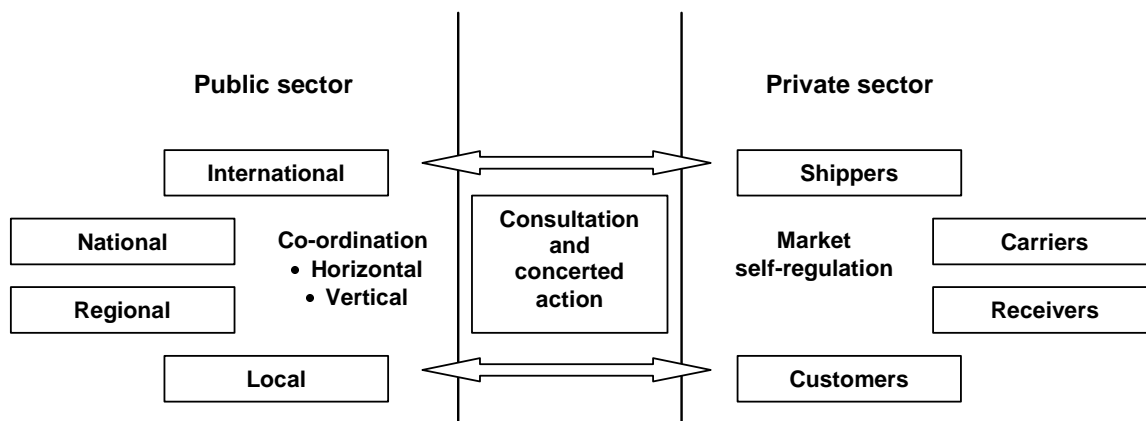 Public sector
Private sector
International
Shippers
National
Co-ordination
• Horizontal
• Vertical
Regional
Local
Consultation
and
concerted
action
Market
self-regulation
Carriers
Receivers
Customers